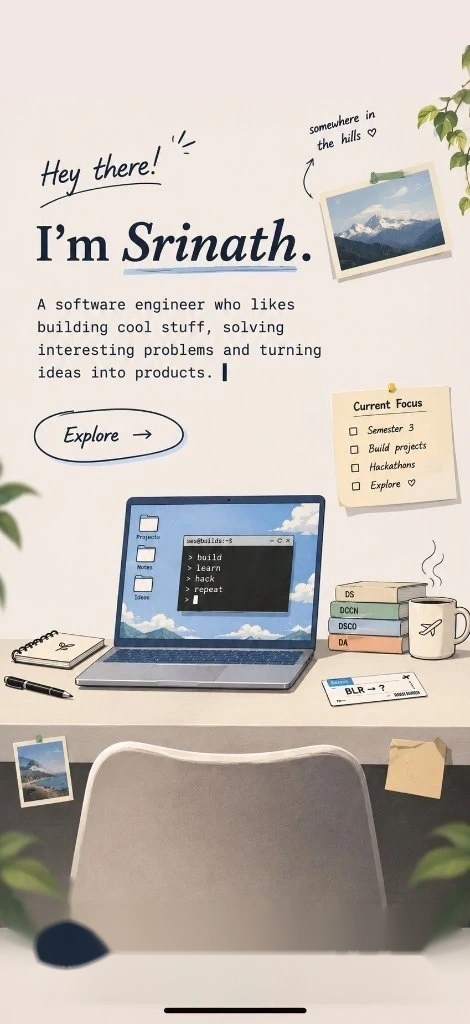 somewhere in
the hills ♡
Hey there!
I'm Srinath.
A software engineer who likes
building cool stuff, solving
interesting problems and turning
ideas into products.
Explore →
Current Focus
Semester 3
Build projects
Hackathons
Explore ♡
Projects
Notes
Ideas
> build
> learn
> hack
> repeat
>
DS
DCCN
DSCO
DA
BLR → ?